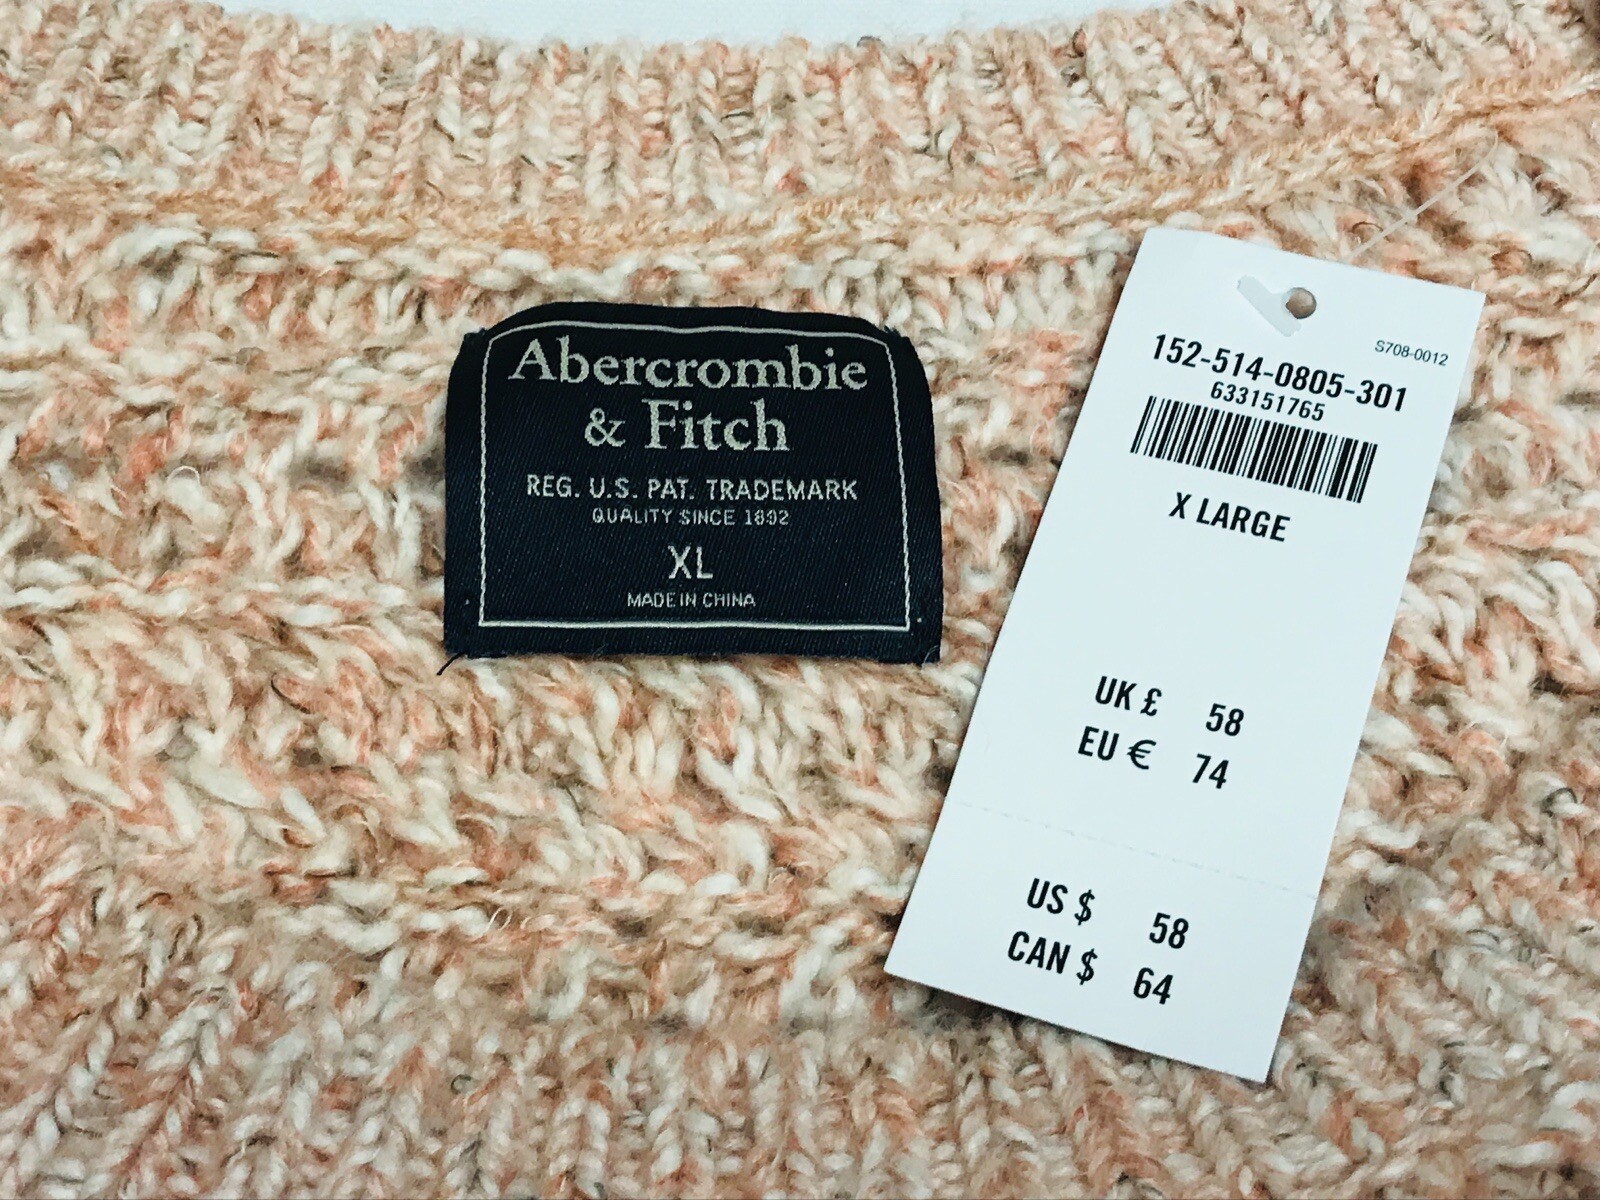 Abercrombie
& Fitch
REG. U.S. PAT. TRADEMARK
QUALITY SINCE 1892
XL
MADE IN CHINA
S708-0012
152-514-0805-301
633151765
X LARGE
UK £ 58
EU € 74
US $ 58
CAN $ 64